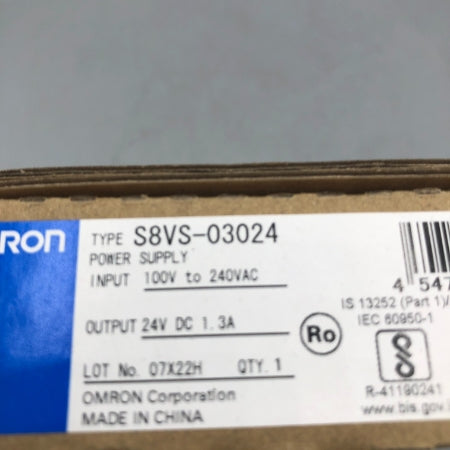 RON
TYPE S8VS-03024
POWER SUPPLY
INPUT 100V to 240VAC
4 547
IS 13252 (Part 1)/
IEC 60950-1
OUTPUT 24V DC 1.3A
Ro
LOT No. 07X22H QTY. 1
R-41190241
www.bis.gov.
OMRON Corporation
MADE IN CHINA